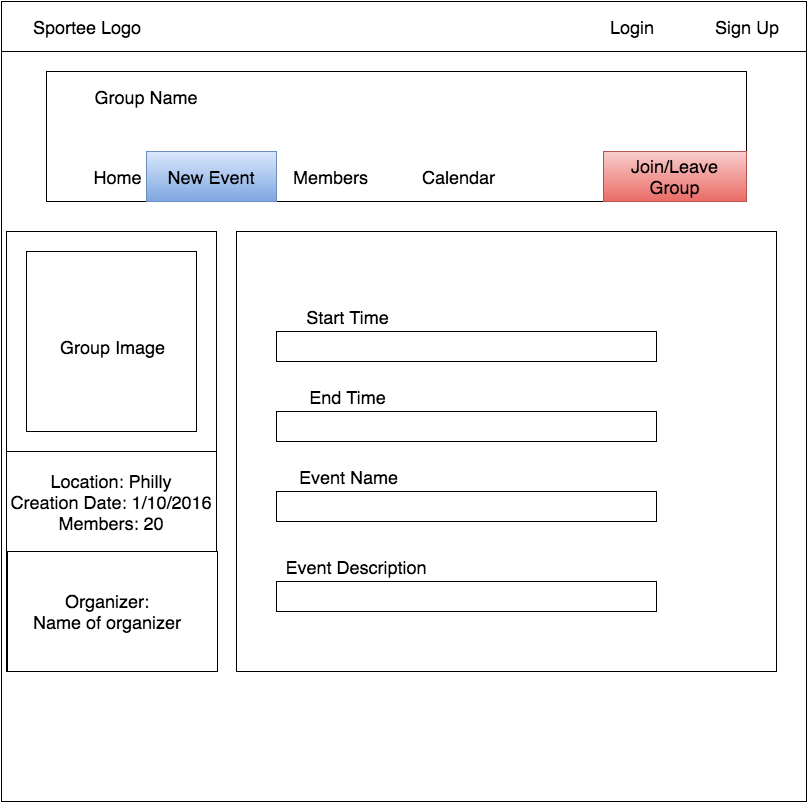 Sportee Logo
Login
Sign Up
Group Name
Home
New Event
Members
Calendar
Join/Leave
Group
Group Image
Location: Philly
Creation Date: 1/10/2016
Members: 20
Organizer:
Name of organizer
Start Time
End Time
Event Name
Event Description